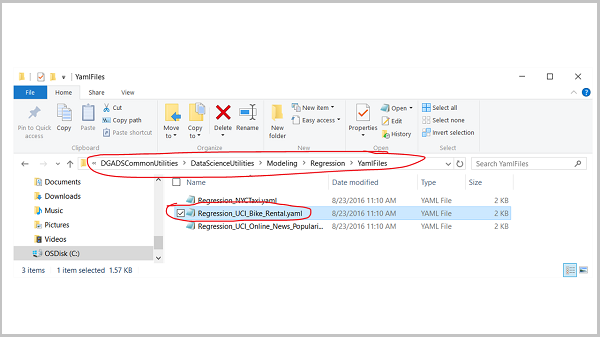 YamlFiles
File Home Share View
Pin to Quick access
Copy
Paste
Cut
Copy path
Paste shortcut
Move to
Copy to
Delete
Rename
New folder
New item
Easy access
Properties
Open
Edit
History
Select all
Select none
Invert selection
Clipboard Organize New Open Select
« DGADSCommonUtilities > DataScienceUtilities > Modeling > Regression > YamlFiles
Search YamlFiles
Name Date modified Type Size
Documents
Downloads
Music
Pictures
Videos
OSDisk (C:)
Regression_NYCTaxi.yaml 8/23/2016 11:10 AM YAML File 2 KB
Regression_UCI_Bike_Rental.yaml 8/23/2016 11:10 AM YAML File 2 KB
Regression_UCI_Online_News_Populari... 8/23/2016 11:10 AM YAML File 2 KB
3 items 1 item selected 1.57 KB